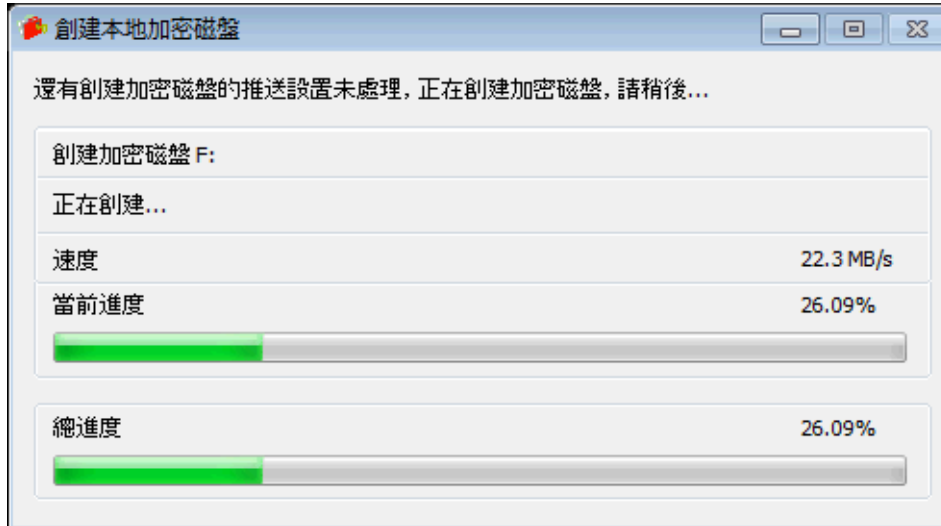 創建本地加密磁盤
還有創建加密磁盤的推送設置未處理,正在創建加密磁盤,請稍後...
創建加密磁盤 F:
正在創建...
速度 22.3 MB/s
當前進度 26.09%
總進度 26.09%